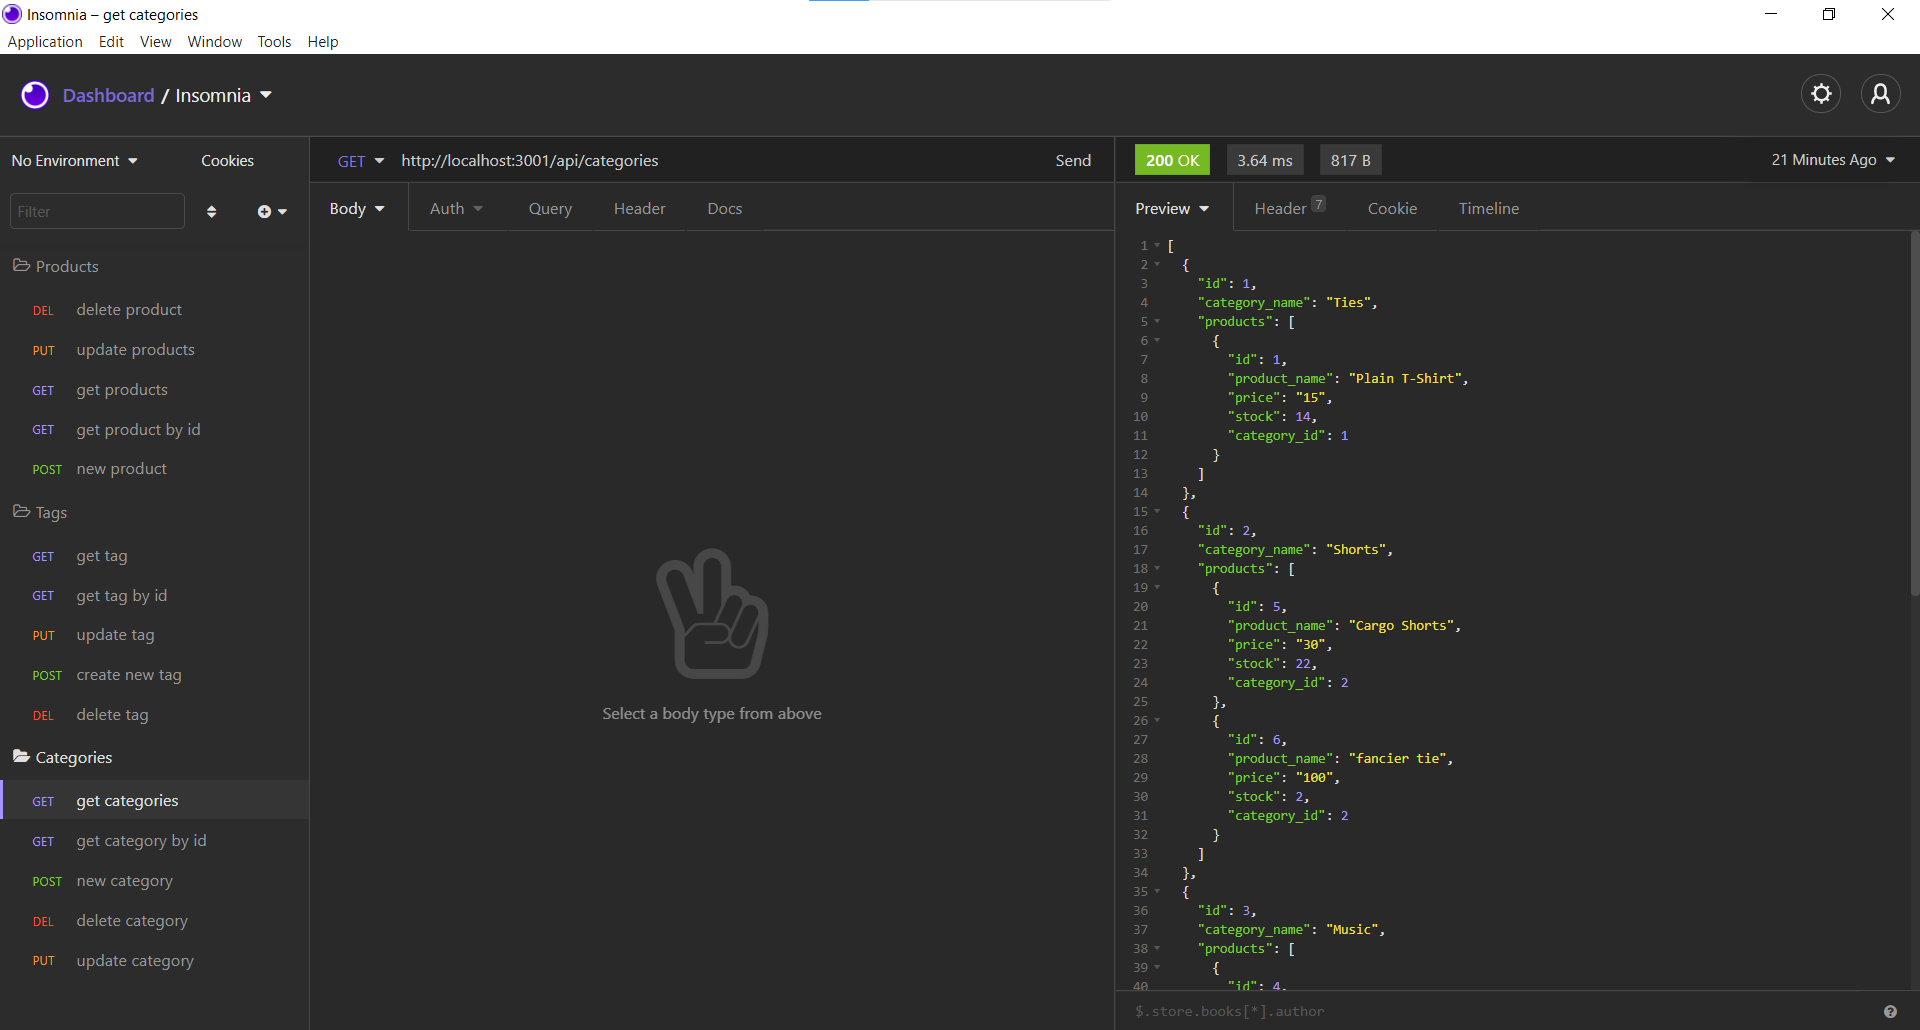 Insomnia – get categories
Application Edit View Window Tools Help
Dashboard / Insomnia
No Environment Cookies
Filter
Products
DEL delete product
PUT update products
GET get products
GET get product by id
POST new product
Tags
GET get tag
GET get tag by id
PUT update tag
POST create new tag
DEL delete tag
Categories
GET get categories
GET get category by id
POST new category
DEL delete category
PUT update category
GET http://localhost:3001/api/categories Send
Body Auth Query Header Docs
Select a body type from above
200 OK 3.64 ms 817 B 21 Minutes Ago
Preview Header 7 Cookie Timeline
1 [
2 {
3 "id": 1,
4 "category_name": "Ties",
5 "products": [
6 {
7 "id": 1,
8 "product_name": "Plain T-Shirt",
9 "price": "15",
10 "stock": 14,
11 "category_id": 1
12 }
13 ]
14 },
15 {
16 "id": 2,
17 "category_name": "Shorts",
18 "products": [
19 {
20 "id": 5,
21 "product_name": "Cargo Shorts",
22 "price": "30",
23 "stock": 22,
24 "category_id": 2
25 },
26 {
27 "id": 6,
28 "product_name": "fancier tie",
29 "price": "100",
30 "stock": 2,
31 "category_id": 2
32 }
33 ]
34 },
35 {
36 "id": 3,
37 "category_name": "Music",
38 "products": [
39 {
40 "id": 4,
$.store.books[*].author